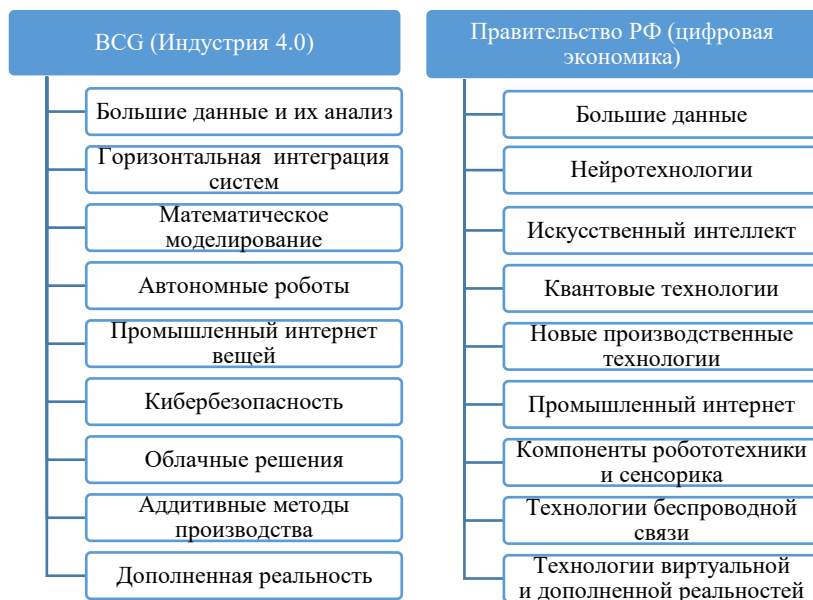 BCG (Индустрия 4.0)
Большие данные и их анализ
Горизонтальная интеграция
систем
Математическое
моделирование
Автономные роботы
Промышленный интернет
вещей
Кибербезопасность
Облачные решения
Аддитивные методы
производства
Дополненная реальность
Правительство РФ (цифровая
экономика)
Большие данные
Нейротехнологии
Искусственный интеллект
Квантовые технологии
Новые производственные
технологии
Промышленный интернет
Компоненты робототехники
и сенсорика
Технологии беспроводной
связи
Технологии виртуальной
и дополненной реальностей